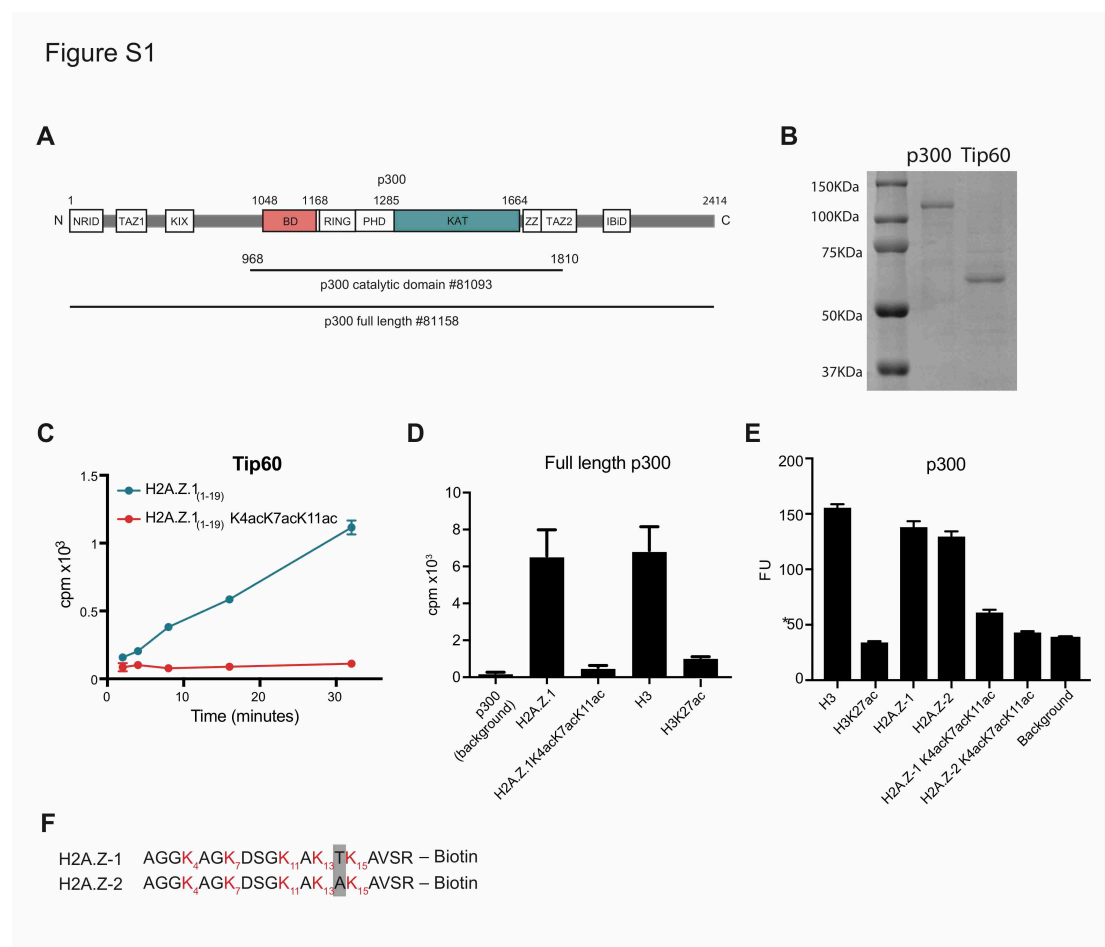 Figure S1
A
p300
1 1048 1168 1285 1664 2414
N NRID TAZ1 KIX BD RING PHD KAT ZZ TAZ2 IBiD C
968 1810
p300 catalytic domain #81093
p300 full length #81158
B
p300 Tip60
150KDa
100KDa
75KDa
50KDa
37KDa
C
Tip60
1.5
1
0.5
0
cpm x10³
H2A.Z.1(1-19)
H2A.Z.1(1-19) K4acK7acK11ac
0 10 20 30
Time (minutes)
D
Full length p300
10
8
6
4
2
0
cpm x10³
p300
(background)
H2A.Z.1
H2A.Z.1K4acK7acK11ac
H3
H3K27ac
E
p300
200
150
100
*50
0
FU
H3
H3K27ac
H2A.Z-1
H2A.Z-2
H2A.Z-1 K4acK7acK11ac
H2A.Z-2 K4acK7acK11ac
Background
F
H2A.Z-1 AGGK4AGK7DSGK11AK13TK15AVSR – Biotin
H2A.Z-2 AGGK4AGK7DSGK11AK13AK15AVSR – Biotin